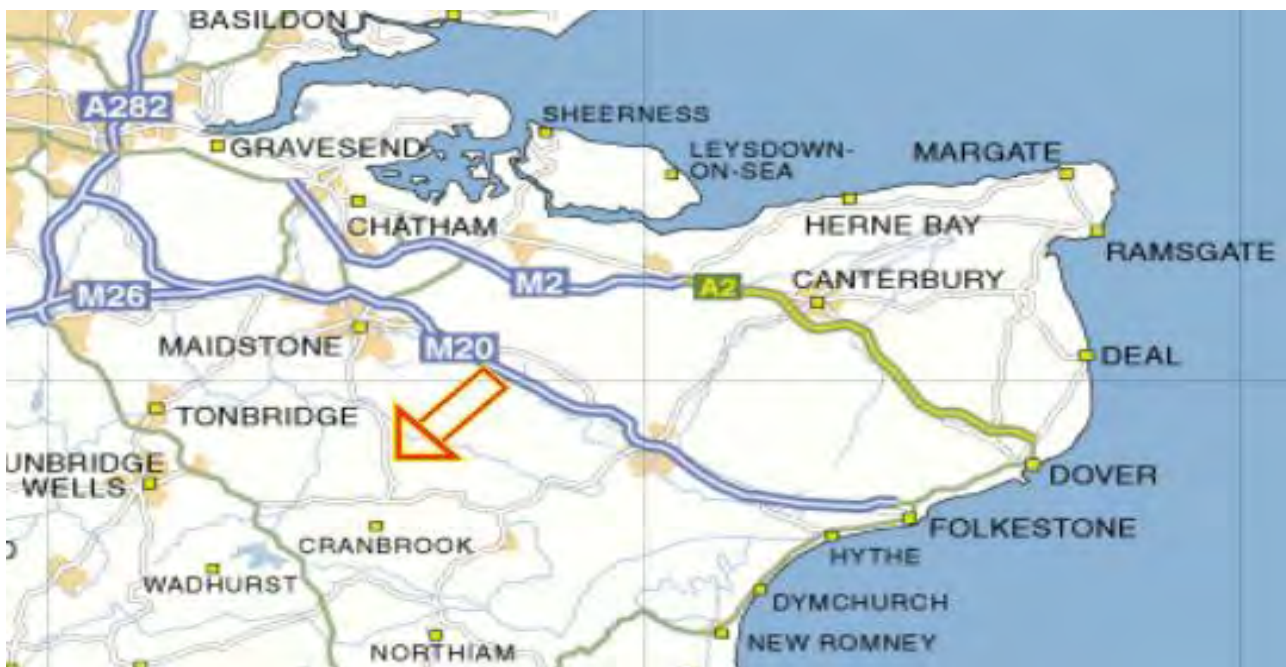 BASILDON
A282
SHEERNESS
GRAVESEND
LEYSDOWN-
ON-SEA
MARGATE
CHATHAM
HERNE BAY
RAMSGATE
M26
M2
A2
CANTERBURY
MAIDSTONE
M20
DEAL
TONBRIDGE
UNBRIDGE
WELLS
DOVER
FOLKESTONE
CRANBROOK
HYTHE
WADHURST
DYMCHURCH
NORTHIAM
NEW ROMNEY